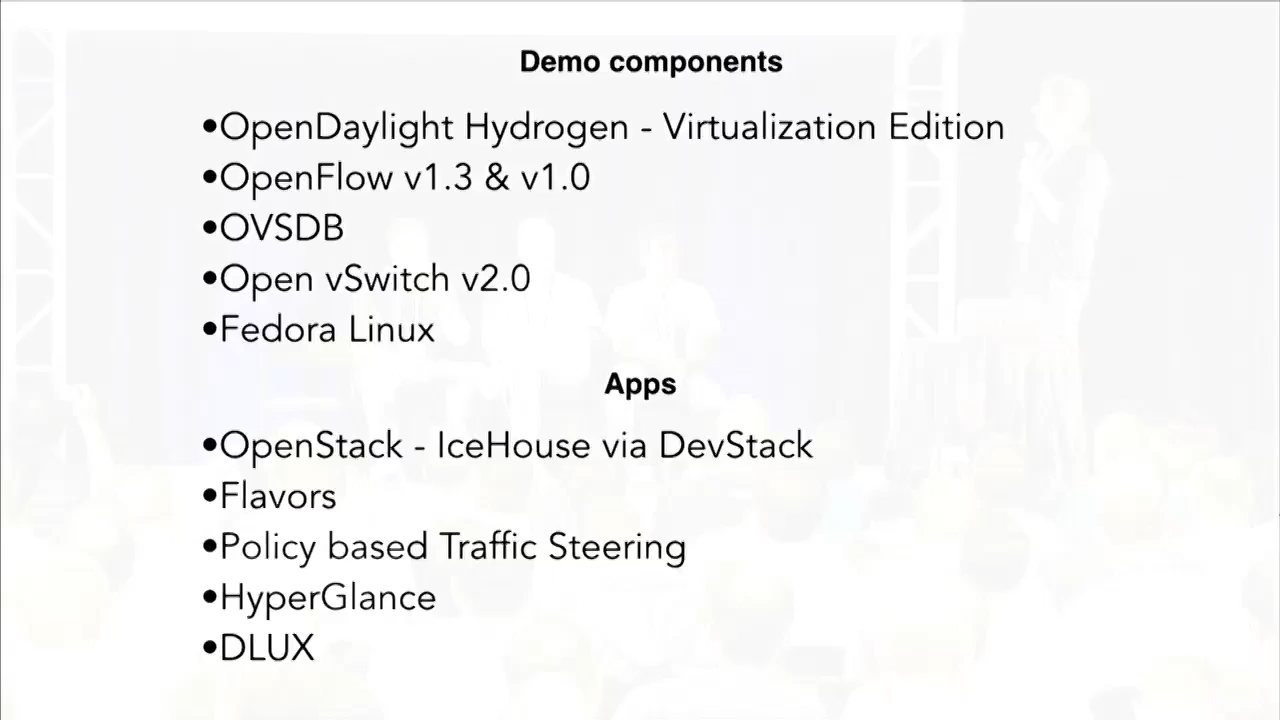 Demo components
•OpenDaylight Hydrogen - Virtualization Edition
•OpenFlow v1.3 & v1.0
•OVSDB
•Open vSwitch v2.0
•Fedora Linux
Apps
•OpenStack - IceHouse via DevStack
•Flavors
•Policy based Traffic Steering
•HyperGlance
•DLUX